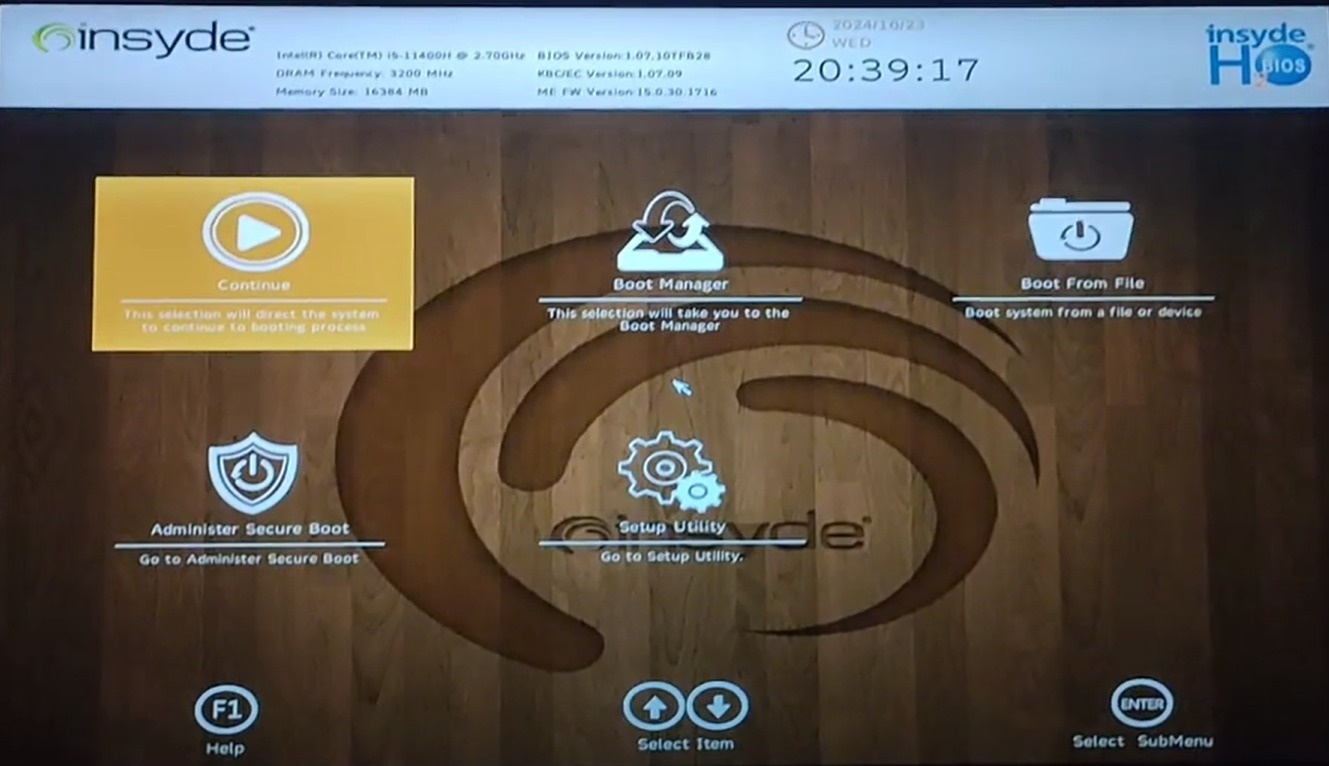 insyde
Intel(R) Core(TM) i5-11400H @ 2.70GHz
DRAM Frequency: 3200 MHz
Memory Size: 16384 MB
BIOS Version:1.07.10TFB28
KBC/EC Version:1.07.09
ME FW Version:15.0.30.1716
2024/10/23
WED
20:39:17
insyde
H2O
BIOS
Continue
This selection will direct the system
to continue to booting process
Boot Manager
This selection will take you to the
Boot Manager
Boot From File
Boot system from a file or device
Administer Secure Boot
Go to Administer Secure Boot
Setup Utility
Go to Setup Utility.
insyde
F1
Help
Select Item
ENTER
Select SubMenu